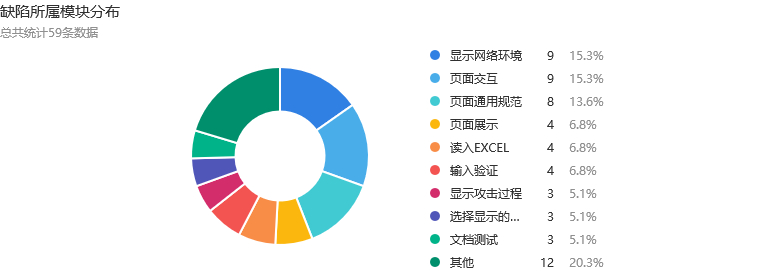 缺陷所属模块分布
总共统计59条数据
显示网络环境 9 15.3%
页面交互 9 15.3%
页面通用规范 8 13.6%
页面展示 4 6.8%
读入EXCEL 4 6.8%
输入验证 4 6.8%
显示攻击过程 3 5.1%
选择显示的... 3 5.1%
文档测试 3 5.1%
其他 12 20.3%